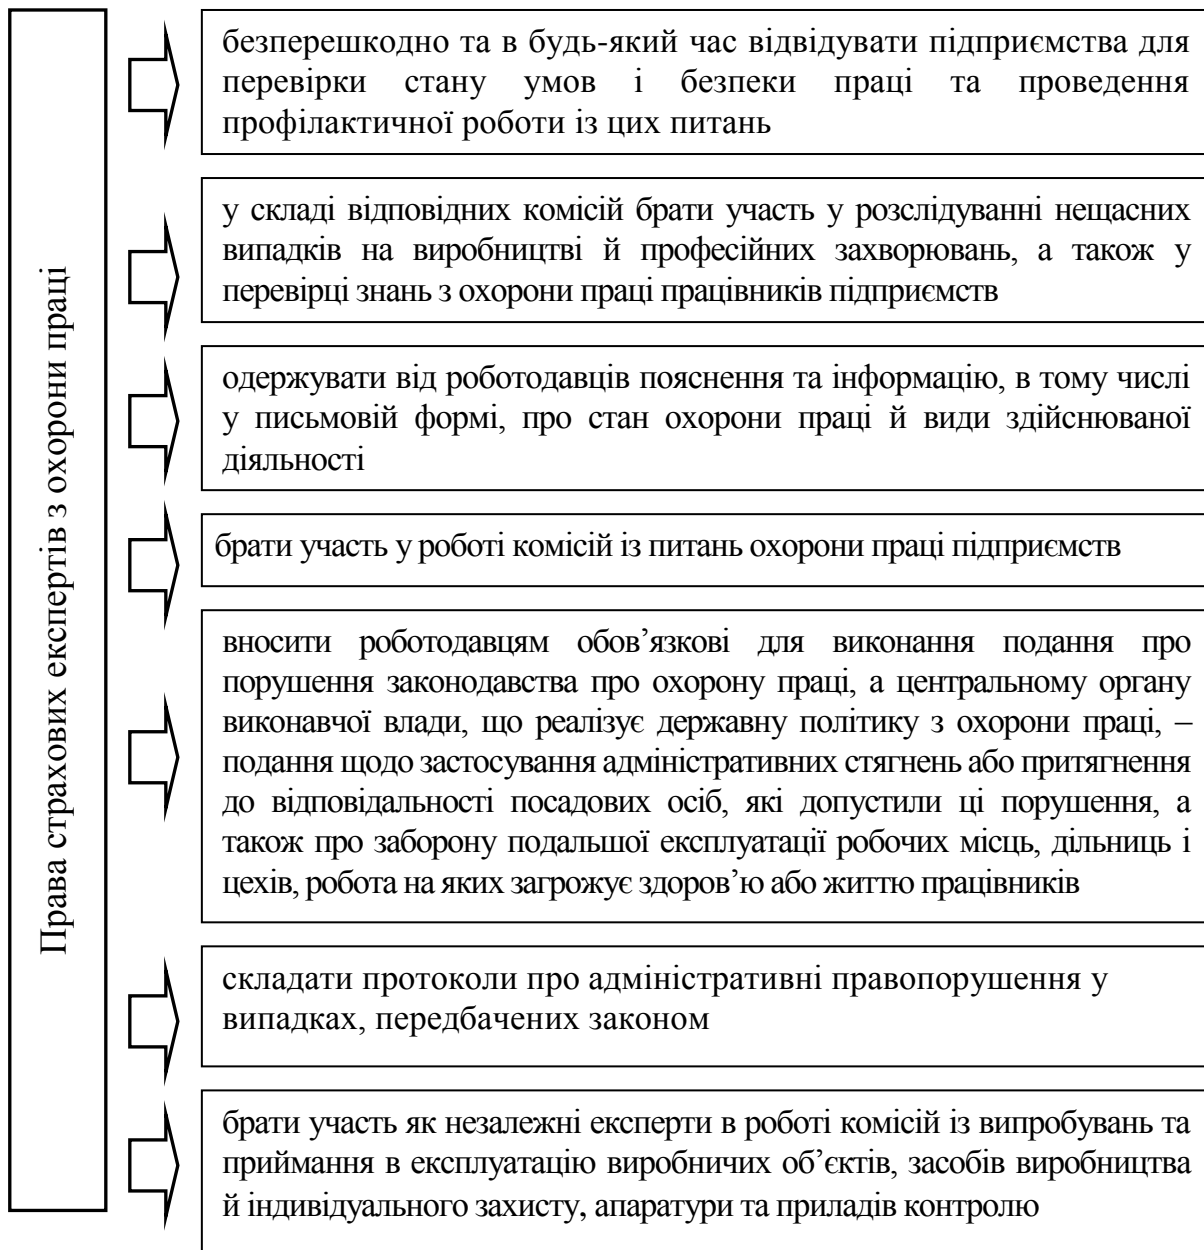 Права страхових експертів з охорони праці
безперешкодно та в будь-який час відвідувати підприємства для
перевірки стану умов і безпеки праці та проведення
профілактичної роботи із цих питань
у складі відповідних комісій брати участь у розслідуванні нещасних
випадків на виробництві й професійних захворювань, а також у
перевірці знань з охорони праці працівників підприємств
одержувати від роботодавців пояснення та інформацію, в тому числі
у письмовій формі, про стан охорони праці й види здійснюваної
діяльності
брати участь у роботі комісій із питань охорони праці підприємств
вносити роботодавцям обов’язкові для виконання подання про
порушення законодавства про охорону праці, а центральному органу
виконавчої влади, що реалізує державну політику з охорони праці, –
подання щодо застосування адміністративних стягнень або притягнення
до відповідальності посадових осіб, які допустили ці порушення, а
також про заборону подальшої експлуатації робочих місць, дільниць і
цехів, робота на яких загрожує здоров’ю або життю працівників
складати протоколи про адміністративні правопорушення у
випадках, передбачених законом
брати участь як незалежні експерти в роботі комісій із випробувань та
приймання в експлуатацію виробничих об’єктів, засобів виробництва
й індивідуального захисту, апаратури та приладів контролю